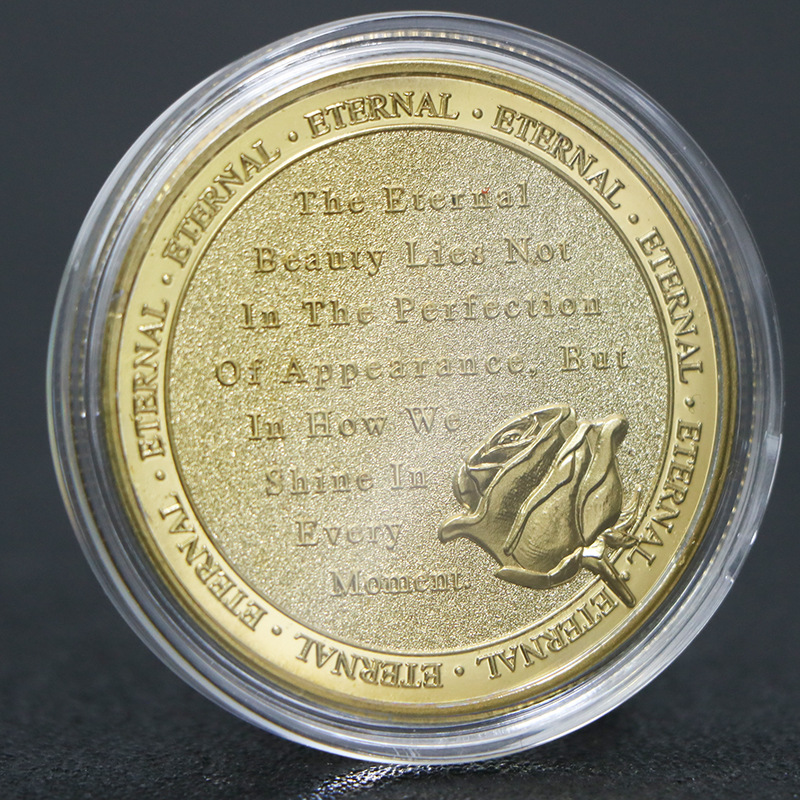 ETERNAL · ETERNAL · ETERNAL · ETERNAL · ETERNAL · ETERNAL · ETERNAL · ETERNAL · ETERNAL ·
The Eternal
Beauty Lies Not
In The Perfection
Of Appearance, But
In How We
Shine In
Every
Moment.